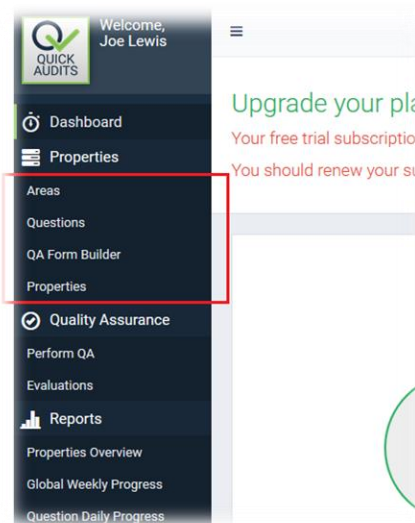 QUICK
AUDITS
Welcome,
Joe Lewis
Dashboard
Properties
Areas
Questions
QA Form Builder
Properties
Quality Assurance
Perform QA
Evaluations
Reports
Properties Overview
Global Weekly Progress
Question Daily Progress
Upgrade your pla
Your free trial subscriptio
You should renew your su